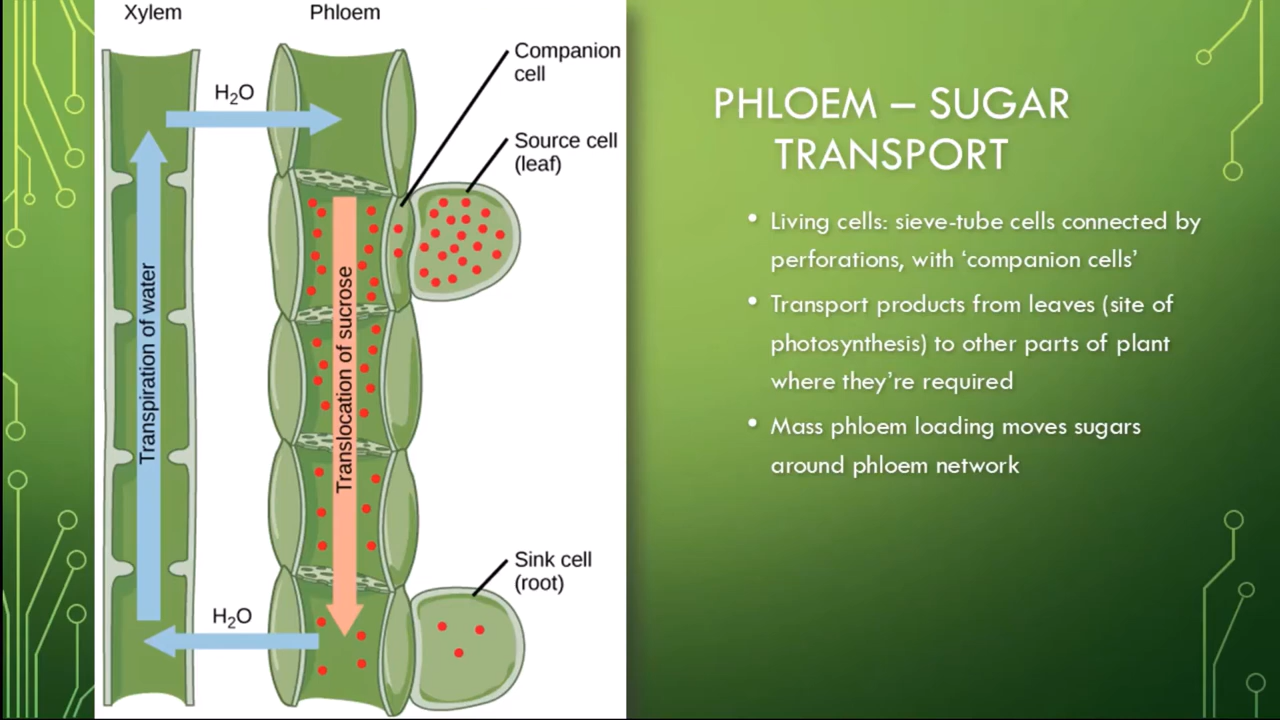 Xylem
Phloem
Companion
cell
H₂O
Source cell
(leaf)
Transpiration of water
Translocation of sucrose
Sink cell
(root)
H₂O
PHLOEM – SUGAR
TRANSPORT
• Living cells: sieve-tube cells connected by
perforations, with ‘companion cells’
• Transport products from leaves (site of
photosynthesis) to other parts of plant
where they’re required
• Mass phloem loading moves sugars
around phloem network